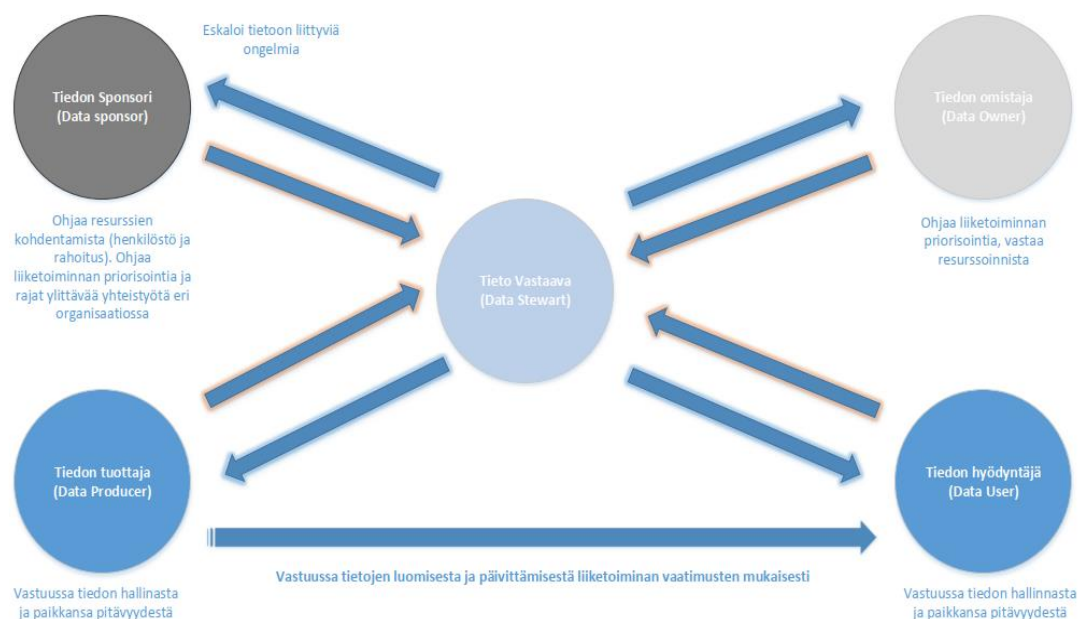 Eskaloi tietoon liittyviä
ongelmia
Tiedon Sponsori
(Data sponsor)
Tiedon omistaja
(Data Owner)
Ohjaa resurssien
kohdentamista (henkilöstö ja
rahoitus). Ohjaa
liiketoiminnan priorisointia ja
rajat ylittävää yhteistyötä eri
organisaatiossa
Ohjaa liiketoiminnan
priorisointia, vastaa
resurssoinnista
Tieto Vastaava
(Data Stewart)
Tiedon tuottaja
(Data Producer)
Tiedon hyödyntäjä
(Data User)
Vastuussa tietojen luomisesta ja päivittämisestä liiketoiminan vaatimusten mukaisesti
Vastuussa tiedon hallinasta
ja paikkansa pitävyydestä
Vastuussa tiedon hallinnasta
ja paikkansa pitävyydestä